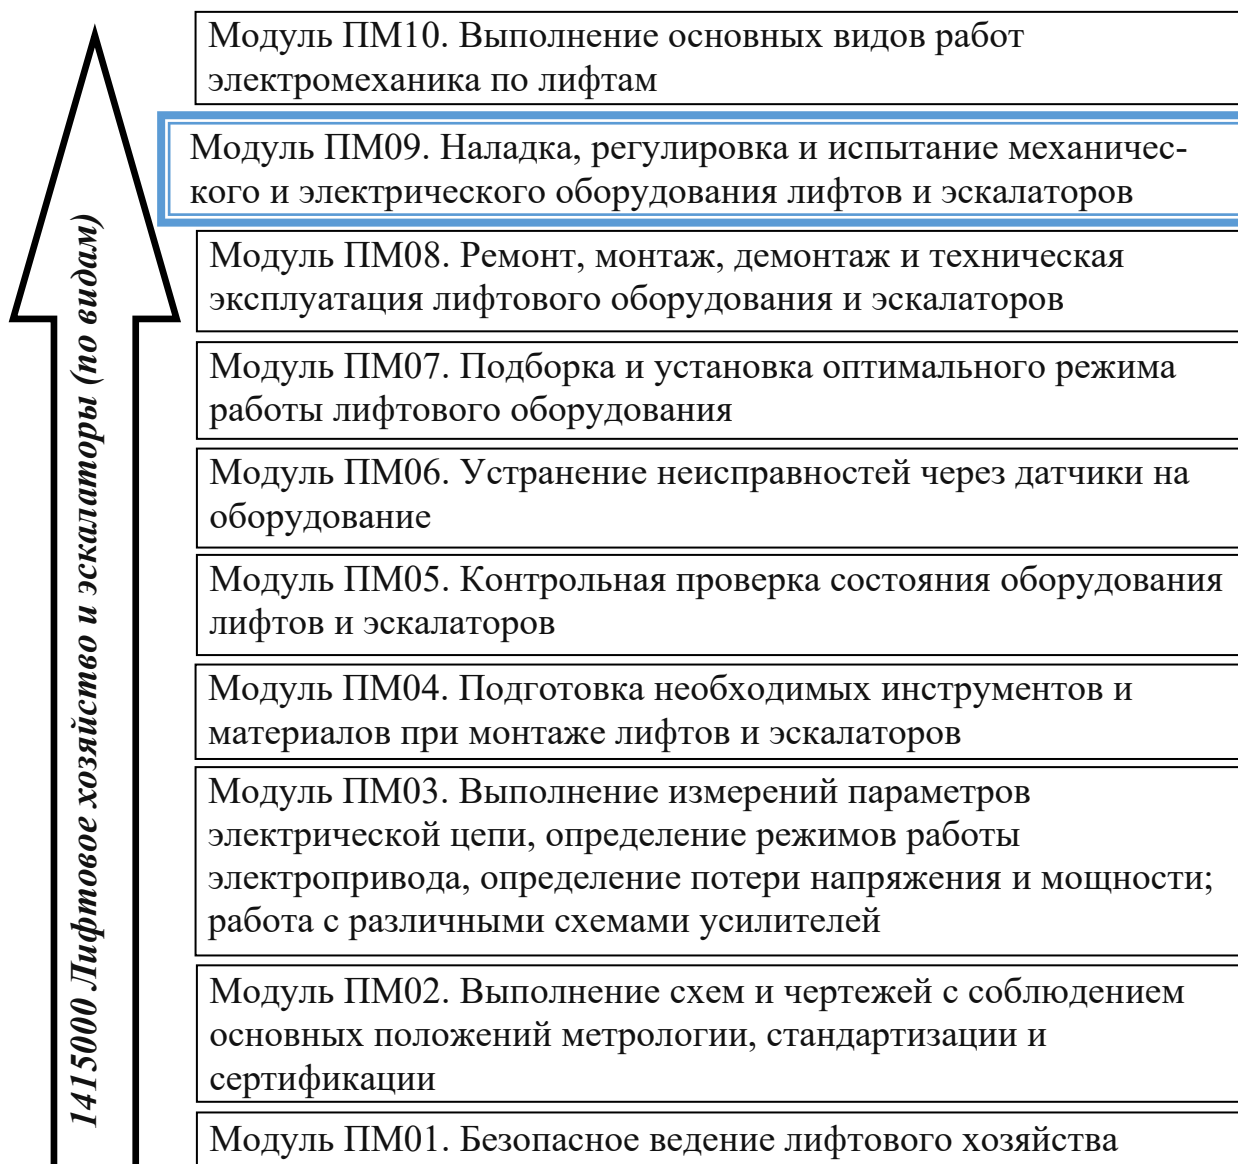 Модуль ПМ10. Выполнение основных видов работ
электромеханика по лифтам
Модуль ПМ09. Наладка, регулировка и испытание механичес-
кого и электрического оборудования лифтов и эскалаторов
Модуль ПМ08. Ремонт, монтаж, демонтаж и техническая
эксплуатация лифтового оборудования и эскалаторов
Модуль ПМ07. Подборка и установка оптимального режима
работы лифтового оборудования
Модуль ПМ06. Устранение неисправностей через датчики на
оборудование
Модуль ПМ05. Контрольная проверка состояния оборудования
лифтов и эскалаторов
Модуль ПМ04. Подготовка необходимых инструментов и
материалов при монтаже лифтов и эскалаторов
Модуль ПМ03. Выполнение измерений параметров
электрической цепи, определение режимов работы
электропривода, определение потери напряжения и мощности;
работа с различными схемами усилителей
Модуль ПМ02. Выполнение схем и чертежей с соблюдением
основных положений метрологии, стандартизации и
сертификации
Модуль ПМ01. Безопасное ведение лифтового хозяйства
1415000 Лифтовое хозяйство и эскалаторы (по видам)